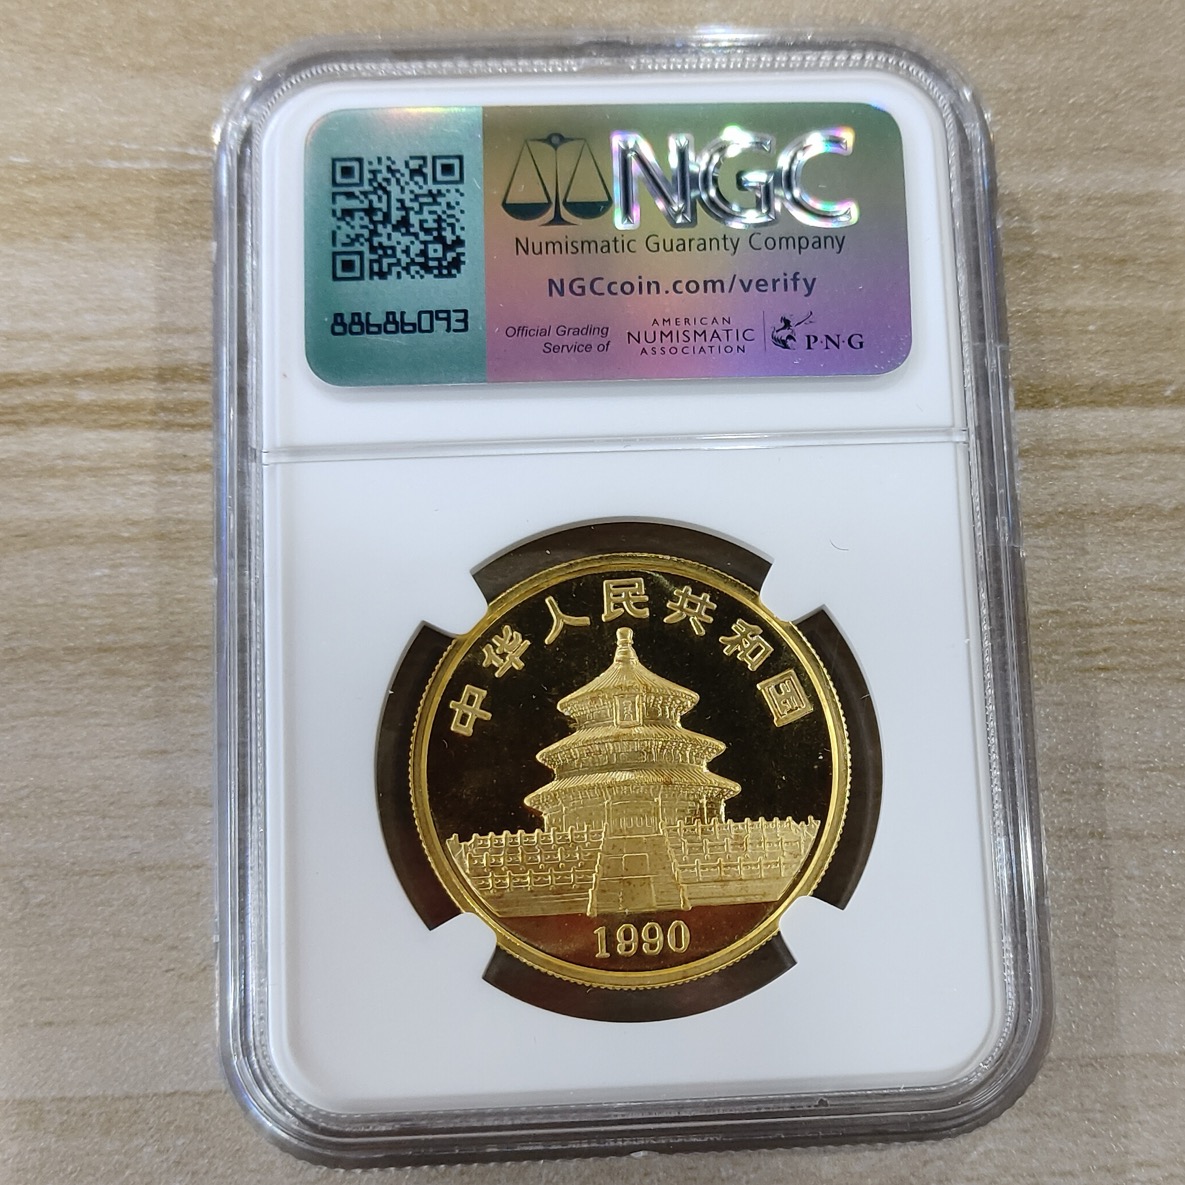 NGC
Numismatic Guaranty Company
NGCcoin.com/verify
88686093
Official Grading
Service of
AMERICAN
NUMISMATIC
ASSOCIATION
P·N·G
中华人民共和国
1990